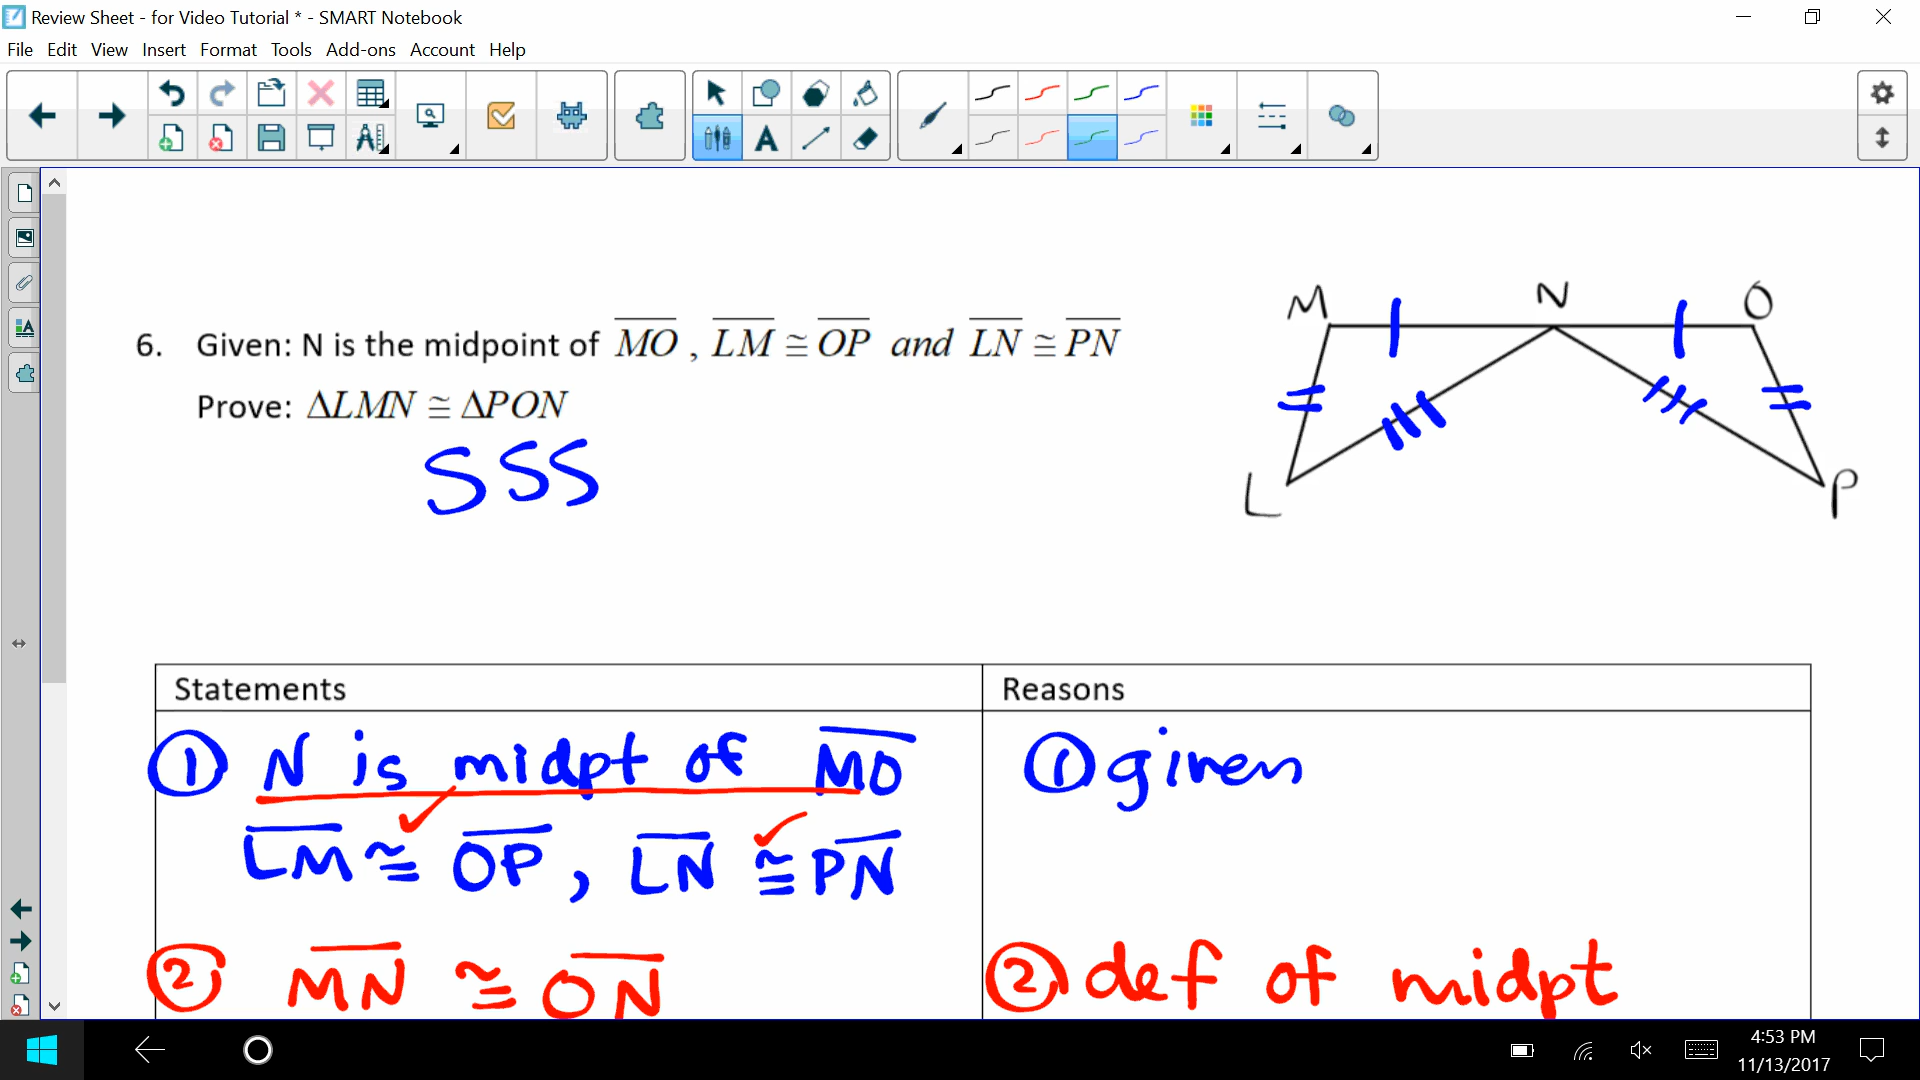 Review Sheet - for Video Tutorial * - SMART Notebook
File Edit View Insert Format Tools Add-ons Account Help
M N O
6. Given: N is the midpoint of MO , LM ≅ OP and LN ≅ PN
Prove: ΔLMN ≅ ΔPON
SSS
L P
Statements Reasons
① N is midpt of MO ① given
LM ≅ OP , LN ≅ PN
② MN ≅ ON ② def of midpt
4:53 PM
11/13/2017